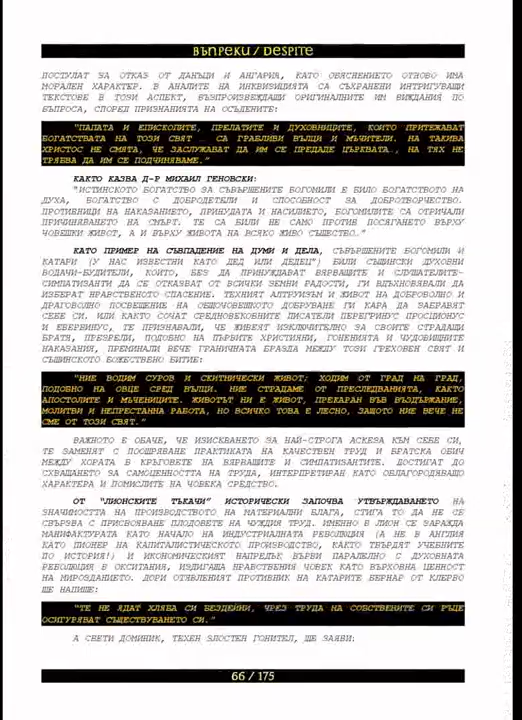 ВЪПРЕКИ / DESPITE
ПОСТУЛАТ ЗА ОТКАЗ ОТ ДАНЪЦИ И АНГАРИЯ, КАТО ОБЯСНЕНИЕТО ОТНОВО ИМА
МОРАЛЕН ХАРАКТЕР. В АНАЛИТЕ НА ИНКВИЗИЦИЯТА СА СЪХРАНЕНИ ИНТРИГУВАЩИ
ТЕКСТОВЕ В ТОЗИ АСПЕКТ, ВЪЗПРОИЗВЕЖДАЩИ ОРИГИНАЛНИТЕ ИМ ВИЖДАНИЯ ПО
ВЪПРОСА, СПОРЕД ПРИЗНАНИЯТА НА ОСЪДЕНИТЕ:
"ПАПАТА И ЕПИСКОПИТЕ, ПРЕЛАТИТЕ И ДУХОВНИЦИТЕ, КОИТО ПРИТЕЖАВАТ
БОГАТСТВАТА НА ТОЗИ СВЯТ СА ГРАБЛИВИ ВЪЛЦИ И МЪЧИТЕЛИ. НА ТАКИВА
ХРИСТОС НЕ СМЯТА, ЧЕ ЗАСЛУЖАВАТ ДА ИМ СЕ ПРЕДАДЕ ЦЪРКВАТА., НА ТЯХ НЕ
ТРЯБВА ДА ИМ СЕ ПОДЧИНЯВАМЕ."
КАКТО КАЗВА Д-Р МИХАИЛ ГЕНОВСКИ:
"ИСТИНСКОТО БОГАТСТВО ЗА СЪВЪРШЕНИТЕ БОГОМИЛИ Е БИЛО БОГАТСТВОТО НА
ДУХА, БОГАТСТВО С ДОБРОДЕТЕЛИ И СПОСОБНОСТ ЗА ДОБРОТВОРЧЕСТВО.
ПРОТИВНИЦИ НА НАКАЗАНИЕТО, ПРИНУДАТА И НАСИЛИЕТО, БОГОМИЛИТЕ СА ОТРИЧАЛИ
ПРИЧИНЯВАНЕТО НА СМЪРТ. ТЕ СА БИЛИ НЕ САМО ПРОТИВ ПОСЯГАНЕТО ВЪРХУ
ЧОВЕШКИ ЖИВОТ, А И ВЪРХУ ЖИВОТА НА ВСЯКО ЖИВО СЪЩЕСТВО…"
КАТО ПРИМЕР НА СЪВПАДЕНИЕ НА ДУМИ И ДЕЛА, СЪВЪРШЕНИТЕ БОГОМИЛИ И
КАТАРИ (У НАС ИЗВЕСТНИ КАТО ДЕД ИЛИ ДЕДЕЦ") БИЛИ СЪЩИНСКИ ДУХОВНИ
ВОДАЧИ-БУДИТЕЛИ, КОИТО, БЕЗ ДА ПРИНУЖДАВАТ ВЯРВАЩИТЕ И СЛУШАТЕЛИТЕ-
СИМПАТИЗАНТИ ДА СЕ ОТКАЗВАТ ОТ ВСИЧКИ ЗЕМНИ РАДОСТИ, ГИ ВДЪХНОВЯВАЛИ ДА
ИЗБЕРАТ НРАВСТВЕНОТО СПАСЕНИЕ. ТЕХНИЯТ АЛТРУИЗЪМ И ЖИВОТ НА ДОБРОВОЛНО И
ДРАГОВОЛНО ПОСВЕЩЕНИЕ НА ОБЩОЧОВЕШКОТО ДОБРУВАНЕ ГИ КАРА ДА ЗАБРАВЯТ
СЕБЕ СИ. ИЛИ КАКТО СОЧАТ СРЕДНОВЕКОВНИТЕ ПИСАТЕЛИ ПЕРЕГРИНУС ПРОСЦИОНУС
И ЕВЕРВИНУС, ТЕ ПРИЗНАВАЛИ, ЧЕ ЖИВЕЯТ ИЗКЛЮЧИТЕЛНО ЗА СВОИТЕ СТРАДАЩИ
БРАТЯ, ПРЕЗРЕЛИ, ПОДОБНО НА ПЪРВИТЕ ХРИСТИЯНИ, ГОНЕНИЯТА И ЧУДОВИЩНИТЕ
НАКАЗАНИЯ, ПРЕМИНАЛИ ВЕЧЕ ГРАНИЧНАТА БРАЗДА МЕЖДУ ТОЗИ ГРЕХОВЕН СВЯТ И
СЪЩИНСКОТО БОЖЕСТВЕНО БИТИЕ:
"НИЕ ВОДИМ СУРОВ И СКИТНИЧЕСКИ ЖИВОТ; ХОДИМ ОТ ГРАД НА ГРАД,
ПОДОБНО НА ОВЦЕ СРЕД ВЪЛЦИ. НИЕ СТРАДАМЕ ОТ ПРЕСЛЕДВАНИЯТА, КАКТО
АПОСТОЛИТЕ И МЪЧЕНИЦИТЕ. ЖИВОТЪТ НИ Е ЖИВОТ, ПРЕКАРАН ВЪВ ВЪЗДЪРЖАНИЕ,
МОЛИТВИ И НЕПРЕСТАННА РАБОТА, НО ВСИЧКО ТОВА Е ЛЕСНО, ЗАЩОТО НИЕ ВЕЧЕ НЕ
СМЕ ОТ ТОЗИ СВЯТ."
ВАЖНОТО Е ОБАЧЕ, ЧЕ ИЗИСКВАНЕТО ЗА НАЙ-СТРОГА АСКЕЗА КЪМ СЕБЕ СИ,
ТЕ ЗАМЕНЯТ С ПООЩРЯВАНЕ ПРАКТИКАТА НА КАЧЕСТВЕН ТРУД И БРАТСКА ОБИЧ
МЕЖДУ ХОРАТА В КРЪГОВЕТЕ НА ВЯРВАЩИТЕ И СИМПАТИЗАНТИТЕ. ДОСТИГАТ ДО
СХВАЩАНЕТО ЗА САМОЦЕННОСТТА НА ТРУДА, ИНТЕРПРЕТИРАН КАТО ОБЛАГОРОДЯВАЩО
ХАРАКТЕРА И ПОМИСЛИТЕ НА ЧОВЕКА СРЕДСТВО.
ОТ "ЛИОНСКИТЕ ТЪКАЧИ" ИСТОРИЧЕСКИ ЗАПОЧВА УТВЪРЖДАВАНЕТО НА
ЗНАЧИМОСТТА НА ПРОИЗВОДСТВОТО НА МАТЕРИАЛНИ БЛАГА, СТИГА ТО ДА НЕ СЕ
СВЪРЗВА С ПРИСВОЯВАНЕ ПЛОДОВЕТЕ НА ЧУЖДИЯ ТРУД. ИМЕННО В ЛИОН СЕ ЗАРАЖДА
МАНИФАКТУРАТА КАТО НАЧАЛО НА ИНДУСТРИАЛНАТА РЕВОЛЮЦИЯ (А НЕ В АНГЛИЯ
КАТО ПИОНЕР НА КАПИТАЛИСТИЧЕСКОТО ПРОИЗВОДСТВО, КАКТО ТВЪРДЯТ УЧЕБНИТЕ
ПО ИСТОРИЯ!) И ИКОНОМИЧЕСКИЯТ НАПРЕДЪК ВЪРВИ ПАРАЛЕЛНО С ДУХОВНАТА
РЕВОЛЮЦИЯ В ОКСИТАНИЯ, ИЗДИГАЩА НРАВСТВЕНИЯ ЧОВЕК КАТО ВЪРХОВНА ЦЕННОСТ
НА МИРОЗДАНИЕТО. ДОРИ ОТЯВЛЕНИЯТ ПРОТИВНИК НА КАТАРИТЕ БЕРНАР ОТ КЛЕРВО
ЩЕ НАПИШЕ:
"ТЕ НЕ ЯДАТ ХЛЯБА СИ БЕЗДЕЙНИ, ЧРЕЗ ТРУДА НА СОБСТВЕНИТЕ СИ РЪЦЕ
ОСИГУРЯВАТ СЪЩЕСТВУВАНЕТО СИ."
А СВЕТИ ДОМИНИК, ТЕХЕН ЗЛОСТЕН ГОНИТЕЛ, ЩЕ ЗАЯВИ:
66 / 175